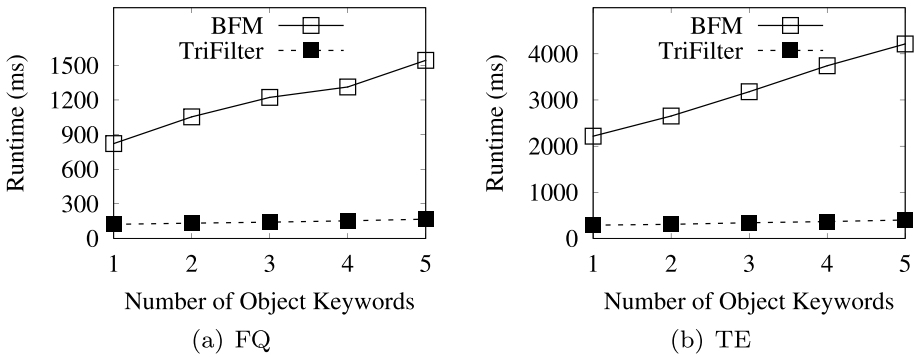 BFM
TriFilter
Runtime (ms)
1500
1200
900
600
300
0
1 2 3 4 5
Number of Object Keywords
(a) FQ
BFM
TriFilter
Runtime (ms)
4000
3000
2000
1000
0
1 2 3 4 5
Number of Object Keywords
(b) TE